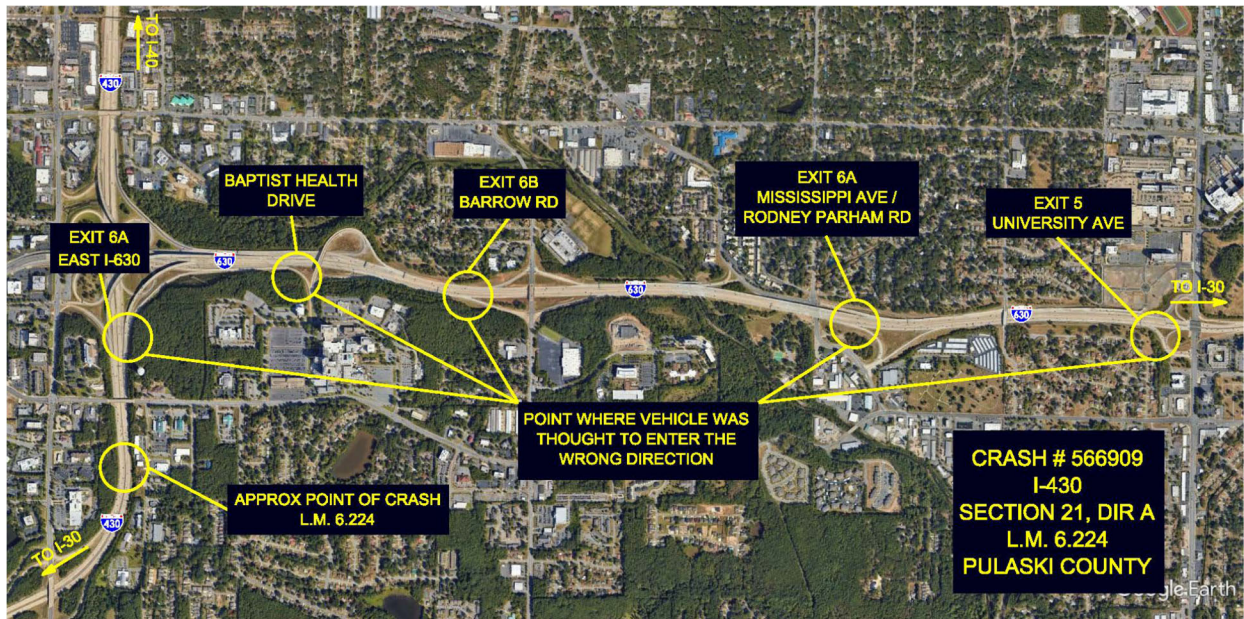 TO I-40
430
BAPTIST HEALTH
DRIVE
EXIT 6B
BARROW RD
EXIT 6A
MISSISSIPPI AVE /
RODNEY PARHAM RD
EXIT 5
UNIVERSITY AVE
EXIT 6A
EAST I-630
630
630
630
TO I-30
POINT WHERE VEHICLE WAS
THOUGHT TO ENTER THE
WRONG DIRECTION
APPROX POINT OF CRASH
L.M. 6.224
430
TO I-30
CRASH # 566909
I-430
SECTION 21, DIR A
L.M. 6.224
PULASKI COUNTY
Google Earth